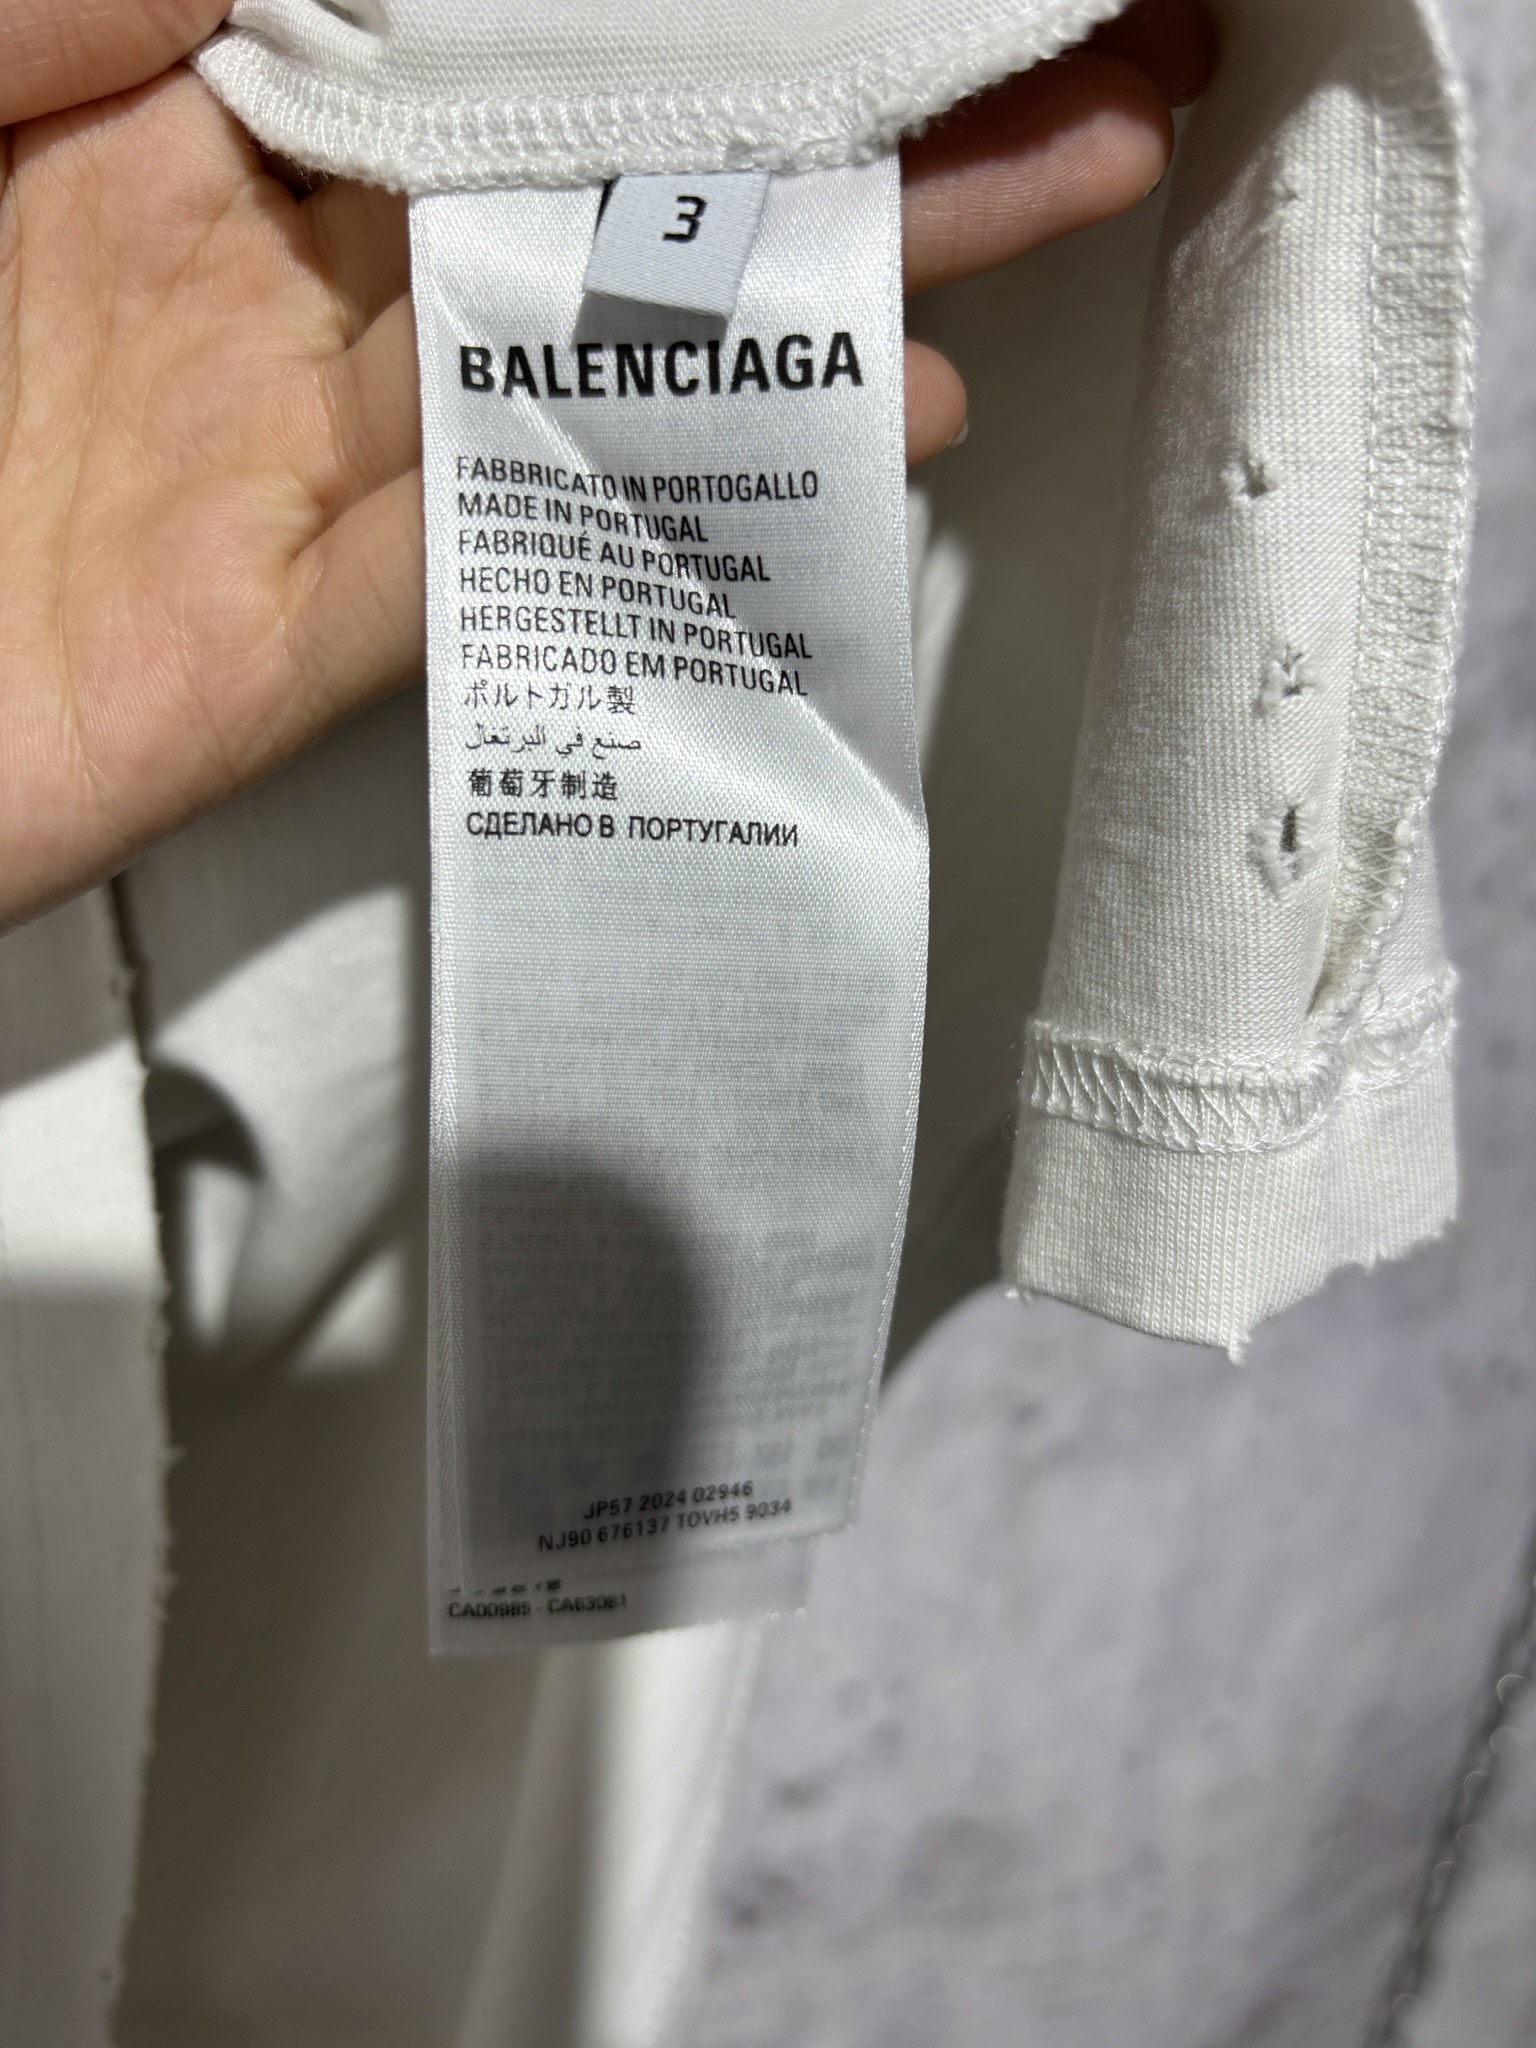 3
BALENCIAGA
FABBRICATO IN PORTOGALLO
MADE IN PORTUGAL
FABRIQUÉ AU PORTUGAL
HECHO EN PORTUGAL
HERGESTELLT IN PORTUGAL
FABRICADO EM PORTUGAL
ポルトガル製
صنع في البرتغال
葡萄牙制造
СДЕЛАНО В ПОРТУГАЛИИ
JP57 2024 02946
NJ90 676137 TOVH5 9034
CA00985 - CA63081